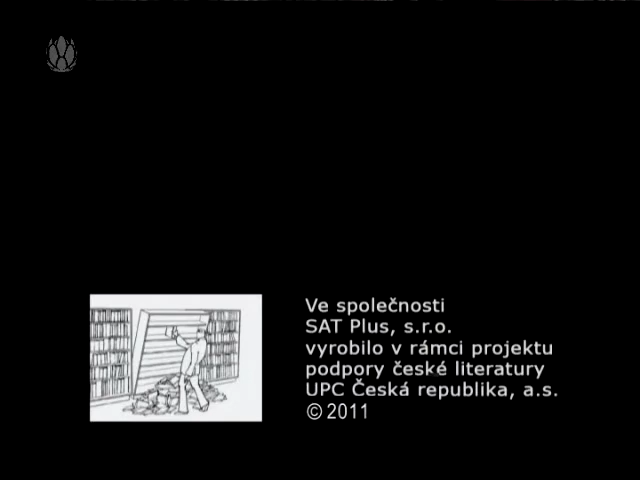 Ve společnosti
SAT Plus, s.r.o.
vyrobilo v rámci projektu
podpory české literatury
UPC Česká republika, a.s.
© 2011